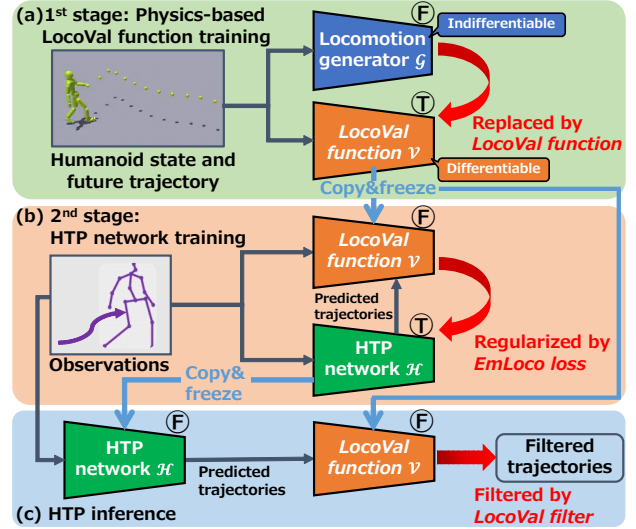 (a) 1st stage: Physics-based
LocoVal function training
Humanoid state and
future trajectory
Ⓕ
Indifferentiable
Locomotion
generator 𝒢
Ⓣ
LocoVal
function 𝒱
Replaced by
LocoVal function
Differentiable
Copy&freeze
(b) 2nd stage:
HTP network training
Observations
Ⓕ
LocoVal
function 𝒱
Predicted
trajectories
Ⓣ
HTP
network ℋ
Regularized by
EmLoco loss
Copy&
freeze
Ⓕ
HTP
network ℋ
Predicted
trajectories
Ⓕ
LocoVal
function 𝒱
Filtered
trajectories
Filtered by
LocoVal filter
(c) HTP inference